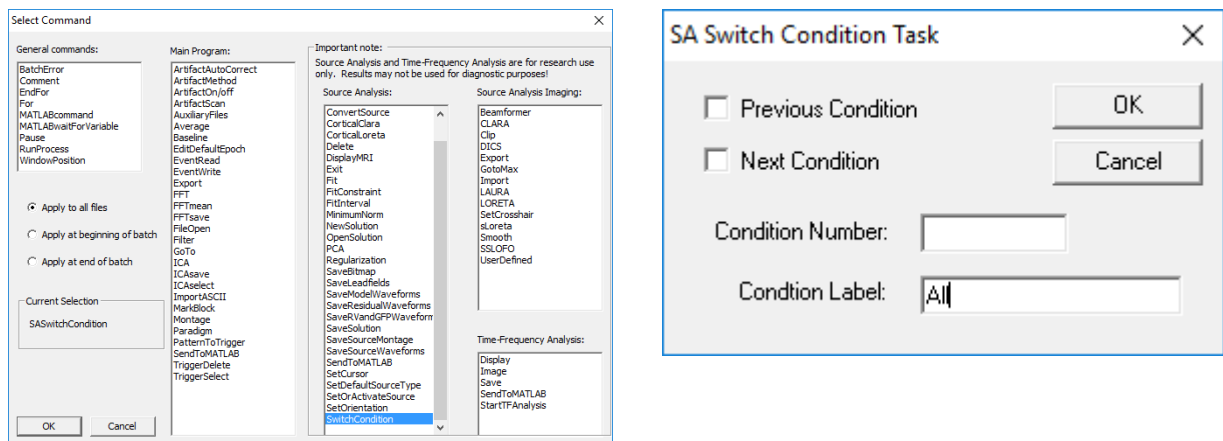 Select Command
General commands:
BatchError
Comment
EndFor
For
MATLABcommand
MATLABwaitForVariable
Pause
RunProcess
WindowPosition
Apply to all files
Apply at beginning of batch
Apply at end of batch
Current Selection
SASwitchCondition
OK
Cancel
Main Program:
ArtifactAutoCorrect
ArtifactMethod
ArtifactOn/off
ArtifactScan
AuxiliaryFiles
Average
Baseline
EditDefaultEpoch
EventRead
EventWrite
Export
FFT
FFTmean
FFTsave
FileOpen
Filter
GoTo
ICA
ICAsave
ICAselect
ImportASCII
MarkBlock
Montage
Paradigm
PatternToTrigger
SendToMATLAB
TriggerDelete
TriggerSelect
Important note:
Source Analysis and Time-Frequency Analysis are for research use
only. Results may not be used for diagnostic purposes!
Source Analysis:
ConvertSource
CorticalClara
CorticalLoreta
Delete
DisplayMRI
Exit
Fit
FitConstraint
FitInterval
MinimumNorm
NewSolution
OpenSolution
PCA
Regularization
SaveBitmap
SaveLeadfields
SaveModelWaveforms
SaveResidualWaveforms
SaveRVandGFPWaveform
SaveSolution
SaveSourceMontage
SaveSourceWaveforms
SendToMATLAB
SetCursor
SetDefaultSourceType
SetOrActivateSource
SetOrientation
SwitchCondition
Source Analysis Imaging:
Beamformer
CLARA
Clip
DICS
Export
GotoMax
Import
LAURA
LORETA
SetCrosshair
sLoreta
Smooth
SSLOFO
UserDefined
Time-Frequency Analysis:
Display
Image
Save
SendToMATLAB
StartTFAnalysis
SA Switch Condition Task
Previous Condition
OK
Next Condition
Cancel
Condition Number:
Condtion Label:
All